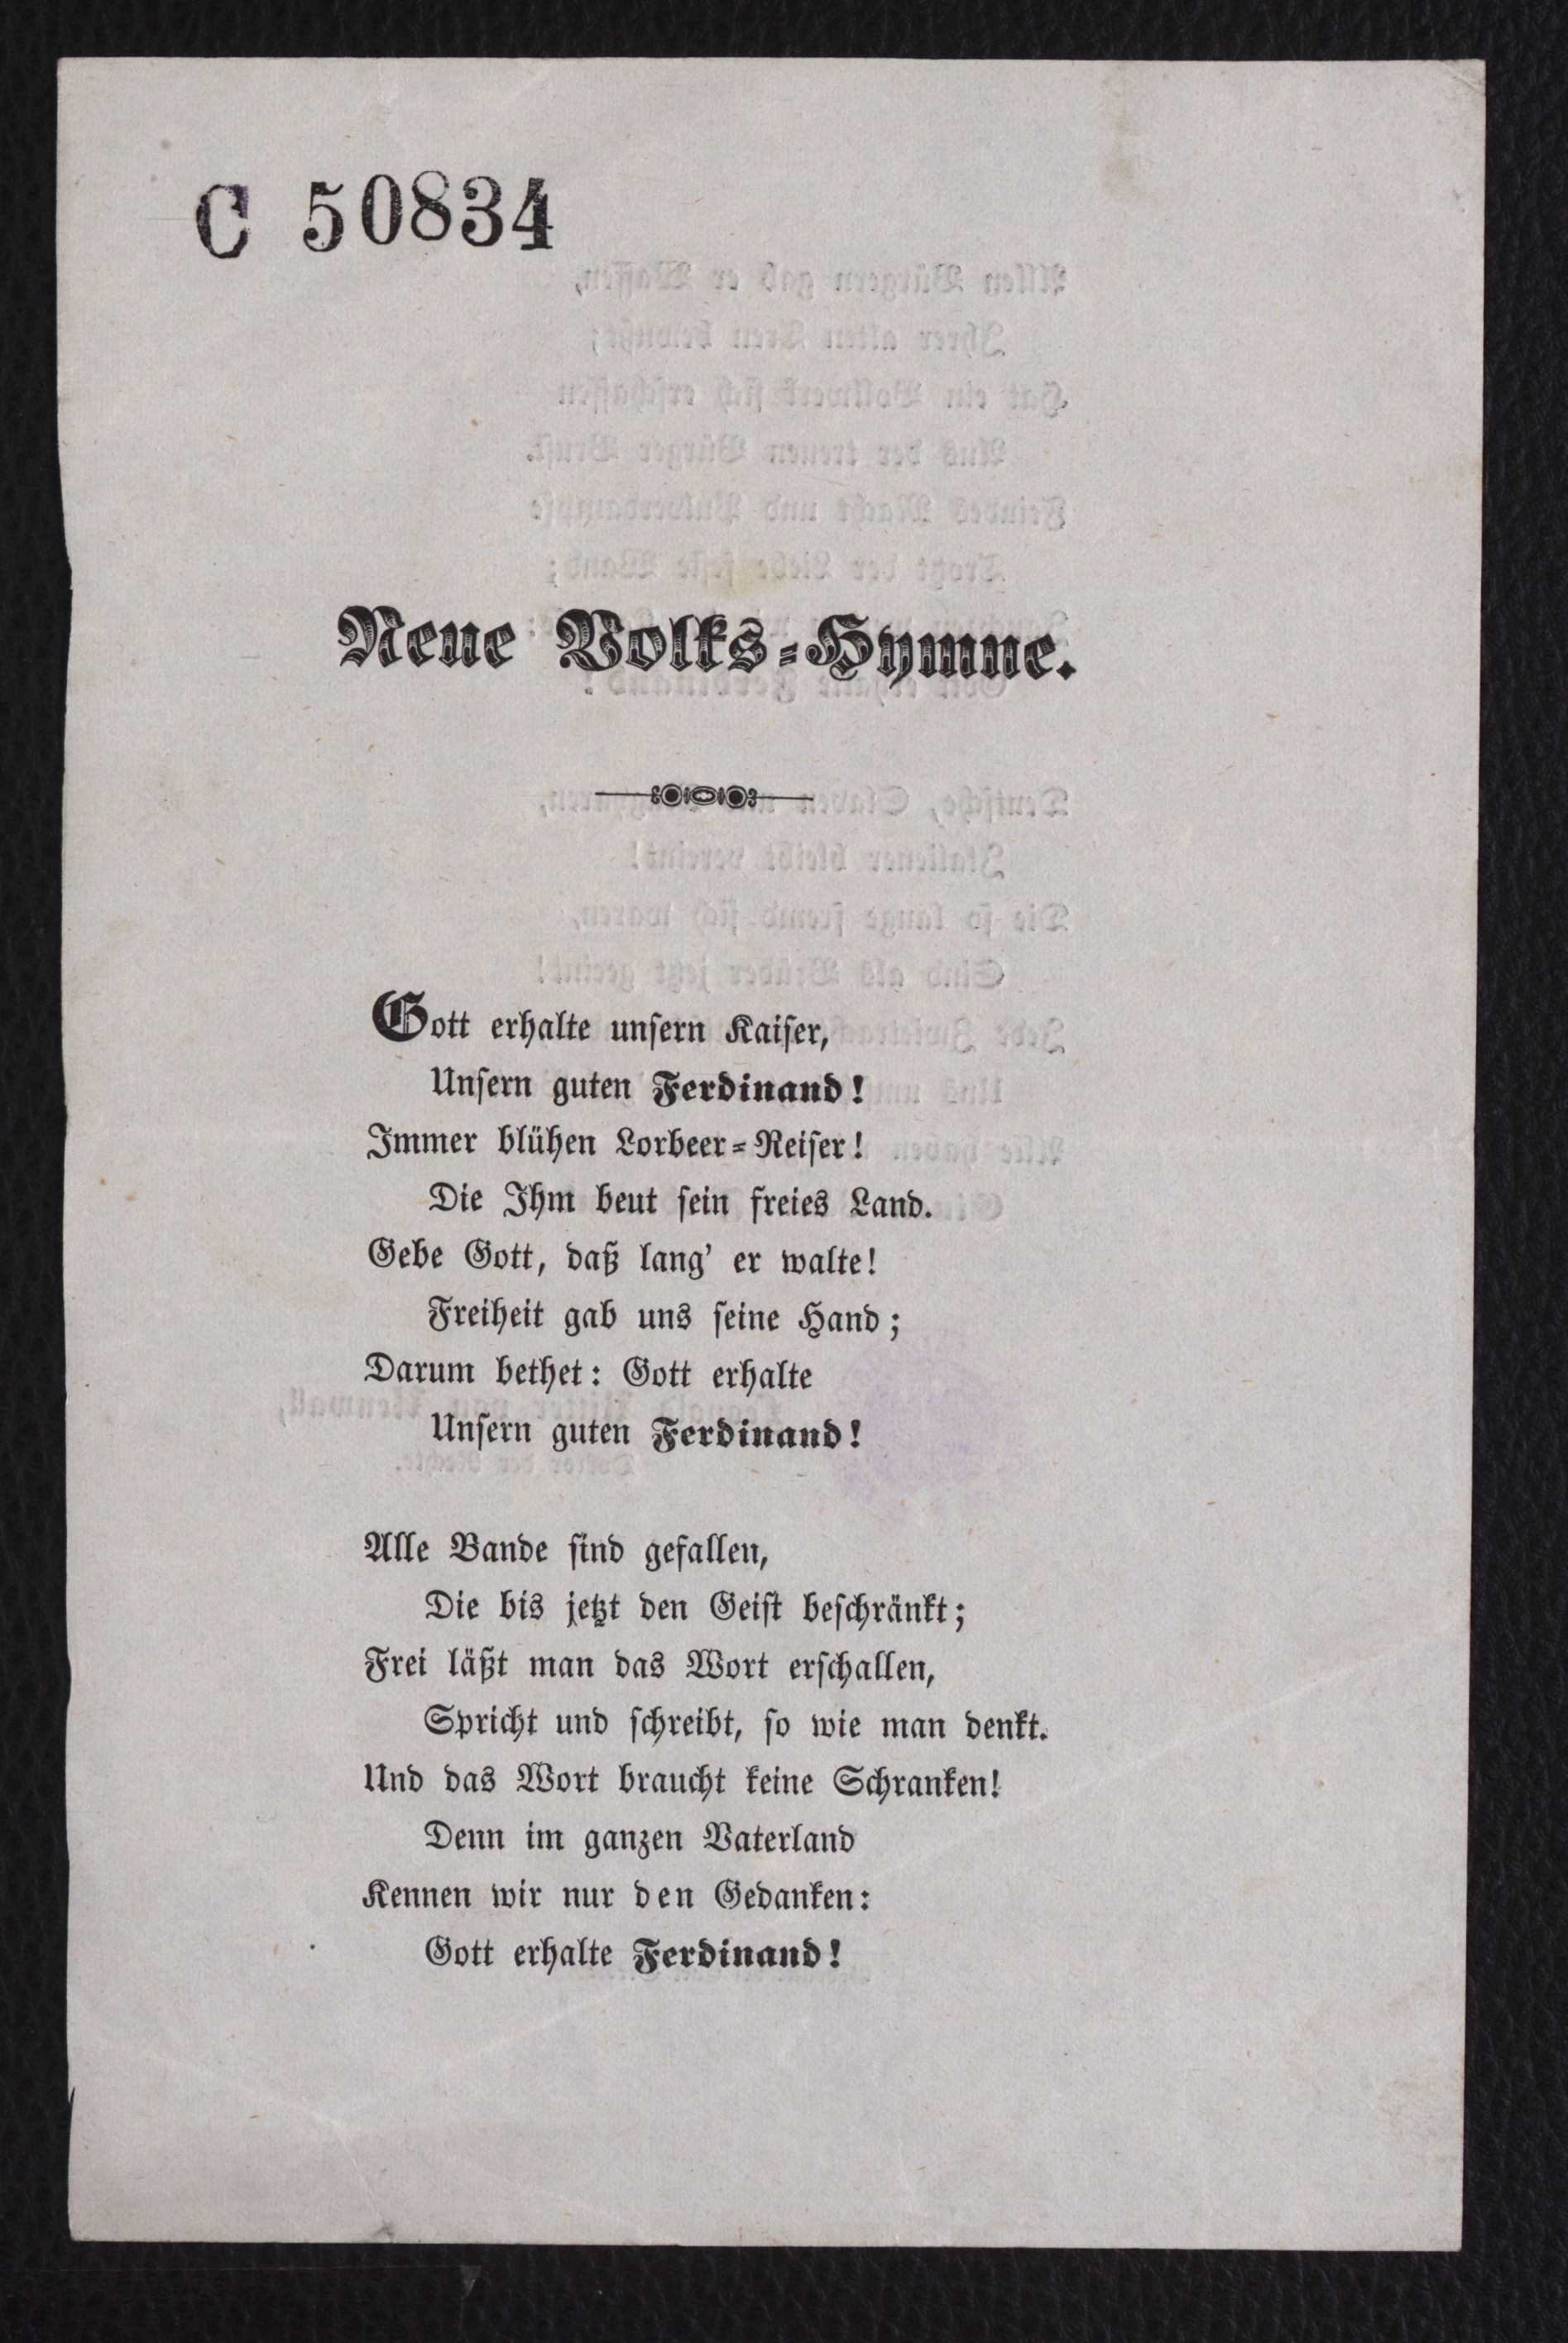 C 50834
Neue Volks-Hymne.
Gott erhalte unsern Kaiser,
Unsern guten Ferdinand!
Immer blühen Lorbeer-Reiser!
Die Ihm beut sein freies Land.
Gebe Gott, daß lang' er walte!
Freiheit gab uns seine Hand;
Darum bethet: Gott erhalte
Unsern guten Ferdinand!
Alle Bande sind gefallen,
Die bis jetzt den Geist beschränkt;
Frei läßt man das Wort erschallen,
Spricht und schreibt, so wie man denkt.
Und das Wort braucht keine Schranken!
Denn im ganzen Vaterland
Kennen wir nur den Gedanken:
Gott erhalte Ferdinand!